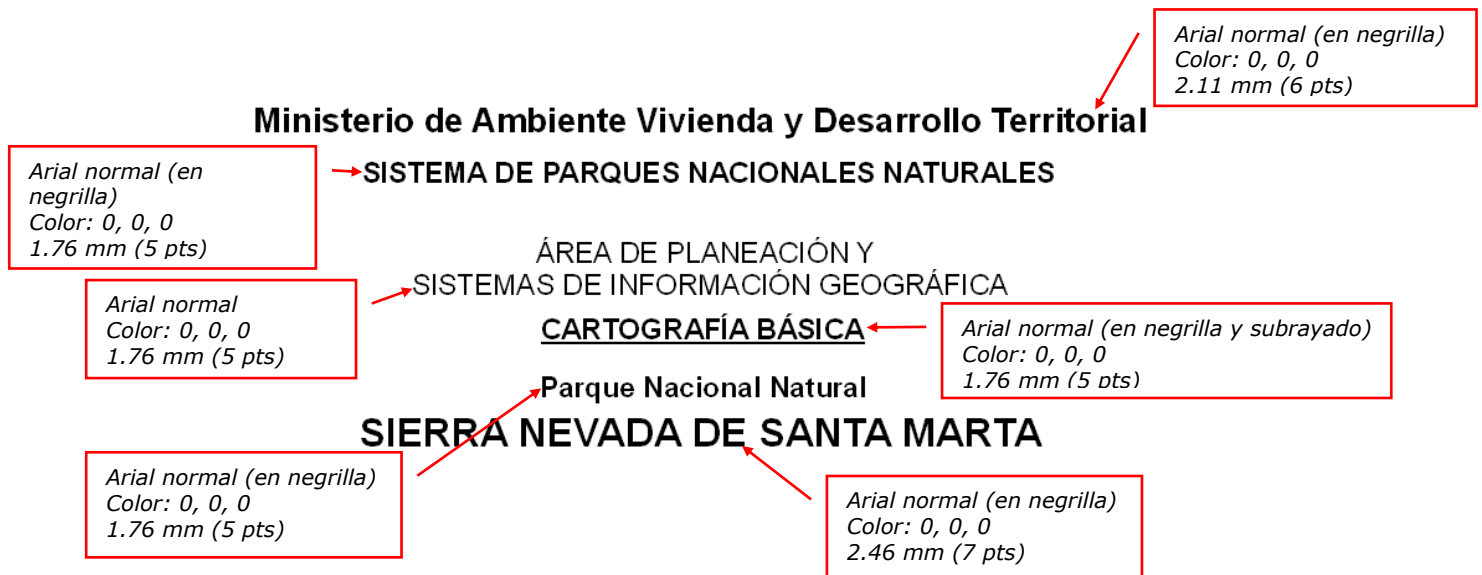 Arial normal (en negrilla)
Color: 0, 0, 0
2.11 mm (6 pts)
Ministerio de Ambiente Vivienda y Desarrollo Territorial
Arial normal (en
negrilla)
Color: 0, 0, 0
1.76 mm (5 pts)
SISTEMA DE PARQUES NACIONALES NATURALES
ÁREA DE PLANEACIÓN Y
SISTEMAS DE INFORMACIÓN GEOGRÁFICA
Arial normal
Color: 0, 0, 0
1.76 mm (5 pts)
CARTOGRAFÍA BÁSICA
Arial normal (en negrilla y subrayado)
Color: 0, 0, 0
1.76 mm (5 pts)
Parque Nacional Natural
SIERRA NEVADA DE SANTA MARTA
Arial normal (en negrilla)
Color: 0, 0, 0
1.76 mm (5 pts)
Arial normal (en negrilla)
Color: 0, 0, 0
2.46 mm (7 pts)